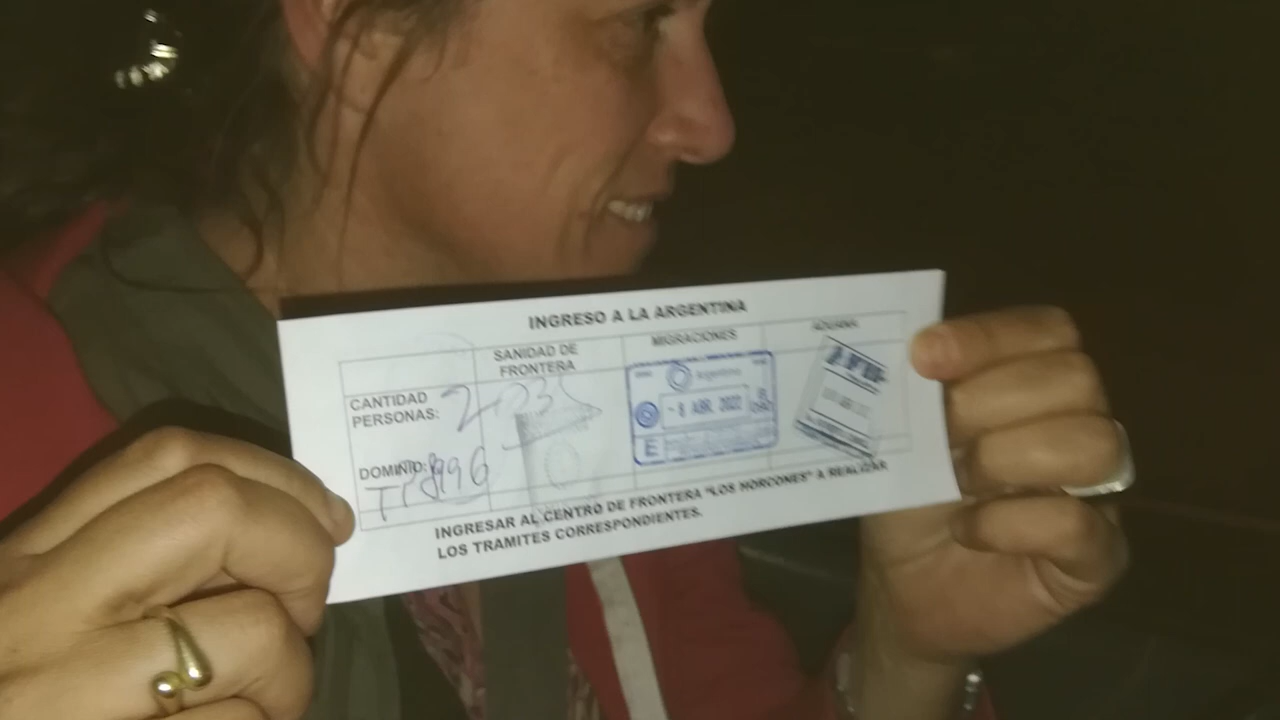 INGRESO A LA ARGENTINA
SANIDAD DE
FRONTERA
MIGRACIONES
ADUANA
CANTIDAD
PERSONAS: 2
DOMINIO:
argentina
- 8 ABR. 2022
E
INGRESAR AL CENTRO DE FRONTERA "LOS HORCONES" A REALIZAR
LOS TRAMITES CORRESPONDIENTES.